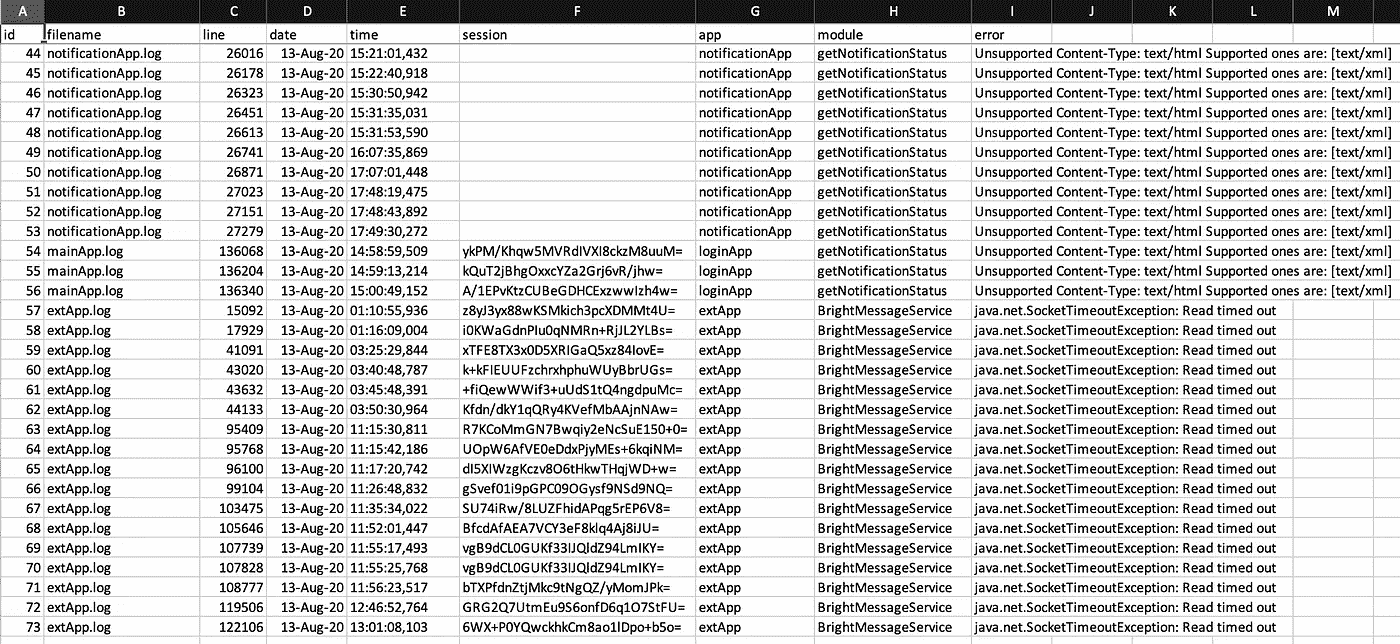 A B C D E F G H I J K L M
id filename line date time session app module error
44 notificationApp.log 26016 13-Aug-20 15:21:01,432 notificationApp getNotificationStatus Unsupported Content-Type: text/html Supported ones are: [text/xml]
45 notificationApp.log 26178 13-Aug-20 15:22:40,918 notificationApp getNotificationStatus Unsupported Content-Type: text/html Supported ones are: [text/xml]
46 notificationApp.log 26323 13-Aug-20 15:30:50,942 notificationApp getNotificationStatus Unsupported Content-Type: text/html Supported ones are: [text/xml]
47 notificationApp.log 26451 13-Aug-20 15:31:35,031 notificationApp getNotificationStatus Unsupported Content-Type: text/html Supported ones are: [text/xml]
48 notificationApp.log 26613 13-Aug-20 15:31:53,590 notificationApp getNotificationStatus Unsupported Content-Type: text/html Supported ones are: [text/xml]
49 notificationApp.log 26741 13-Aug-20 16:07:35,869 notificationApp getNotificationStatus Unsupported Content-Type: text/html Supported ones are: [text/xml]
50 notificationApp.log 26871 13-Aug-20 17:07:01,448 notificationApp getNotificationStatus Unsupported Content-Type: text/html Supported ones are: [text/xml]
51 notificationApp.log 27023 13-Aug-20 17:48:19,475 notificationApp getNotificationStatus Unsupported Content-Type: text/html Supported ones are: [text/xml]
52 notificationApp.log 27151 13-Aug-20 17:48:43,892 notificationApp getNotificationStatus Unsupported Content-Type: text/html Supported ones are: [text/xml]
53 notificationApp.log 27279 13-Aug-20 17:49:30,272 notificationApp getNotificationStatus Unsupported Content-Type: text/html Supported ones are: [text/xml]
54 mainApp.log 136068 13-Aug-20 14:58:59,509 ykPM/Khqw5MVRdIVXI8ckzM8uuM= loginApp getNotificationStatus Unsupported Content-Type: text/html Supported ones are: [text/xml]
55 mainApp.log 136204 13-Aug-20 14:59:13,214 kQuT2jBhgOxxcYZa2Grj6vR/jhw= loginApp getNotificationStatus Unsupported Content-Type: text/html Supported ones are: [text/xml]
56 mainApp.log 136340 13-Aug-20 15:00:49,152 A/1EPvKtzCUBeGDHCExzwwIzh4w= loginApp getNotificationStatus Unsupported Content-Type: text/html Supported ones are: [text/xml]
57 extApp.log 15092 13-Aug-20 01:10:55,936 z8yJ3yx88wKSMkich3pcXDMMt4U= extApp BrightMessageService java.net.SocketTimeoutException: Read timed out
58 extApp.log 17929 13-Aug-20 01:16:09,004 i0KWaGdnPIu0qNMRn+RjJL2YLBs= extApp BrightMessageService java.net.SocketTimeoutException: Read timed out
59 extApp.log 41091 13-Aug-20 03:25:29,844 xTFE8TX3x0D5XRIGaQ5xz84IovE= extApp BrightMessageService java.net.SocketTimeoutException: Read timed out
60 extApp.log 43020 13-Aug-20 03:40:48,787 k+kFIEUUFzchrxhphuWUyBbrUGs= extApp BrightMessageService java.net.SocketTimeoutException: Read timed out
61 extApp.log 43632 13-Aug-20 03:45:48,391 +fiQewWWif3+uUdS1tQ4ngdpuMc= extApp BrightMessageService java.net.SocketTimeoutException: Read timed out
62 extApp.log 44133 13-Aug-20 03:50:30,964 Kfdn/dkY1qQRy4KVefMbAAjnNAw= extApp BrightMessageService java.net.SocketTimeoutException: Read timed out
63 extApp.log 95409 13-Aug-20 11:15:30,811 R7KCoMmGN7Bwqiy2eNcSuE150+0= extApp BrightMessageService java.net.SocketTimeoutException: Read timed out
64 extApp.log 95768 13-Aug-20 11:15:42,186 UOpW6AfVE0eDdxPjyMEs+6kqiNM= extApp BrightMessageService java.net.SocketTimeoutException: Read timed out
65 extApp.log 96100 13-Aug-20 11:17:20,742 dI5XIWzgKczv8O6tHkwTHqjWD+w= extApp BrightMessageService java.net.SocketTimeoutException: Read timed out
66 extApp.log 99104 13-Aug-20 11:26:48,832 gSvef01i9pGPC09OGysf9NSd9NQ= extApp BrightMessageService java.net.SocketTimeoutException: Read timed out
67 extApp.log 103475 13-Aug-20 11:35:34,022 SU74iRw/8LUZFhidAPqg5rEP6V8= extApp BrightMessageService java.net.SocketTimeoutException: Read timed out
68 extApp.log 105646 13-Aug-20 11:52:01,447 BfcdAfAEA7VCY3eF8klq4Aj8iJU= extApp BrightMessageService java.net.SocketTimeoutException: Read timed out
69 extApp.log 107739 13-Aug-20 11:55:17,493 vgB9dCL0GUKf33IJQldZ94LmIKY= extApp BrightMessageService java.net.SocketTimeoutException: Read timed out
70 extApp.log 107828 13-Aug-20 11:55:25,768 vgB9dCL0GUKf33IJQldZ94LmIKY= extApp BrightMessageService java.net.SocketTimeoutException: Read timed out
71 extApp.log 108777 13-Aug-20 11:56:23,517 bTXPfdnZtjMkc9tNgQZ/yMomJPk= extApp BrightMessageService java.net.SocketTimeoutException: Read timed out
72 extApp.log 119506 13-Aug-20 12:46:52,764 GRG2Q7UtmEu9S6onfD6q1O7StFU= extApp BrightMessageService java.net.SocketTimeoutException: Read timed out
73 extApp.log 122106 13-Aug-20 13:01:08,103 6WX+P0YQwckhkCm8ao1lDpo+b5o= extApp BrightMessageService java.net.SocketTimeoutException: Read timed out